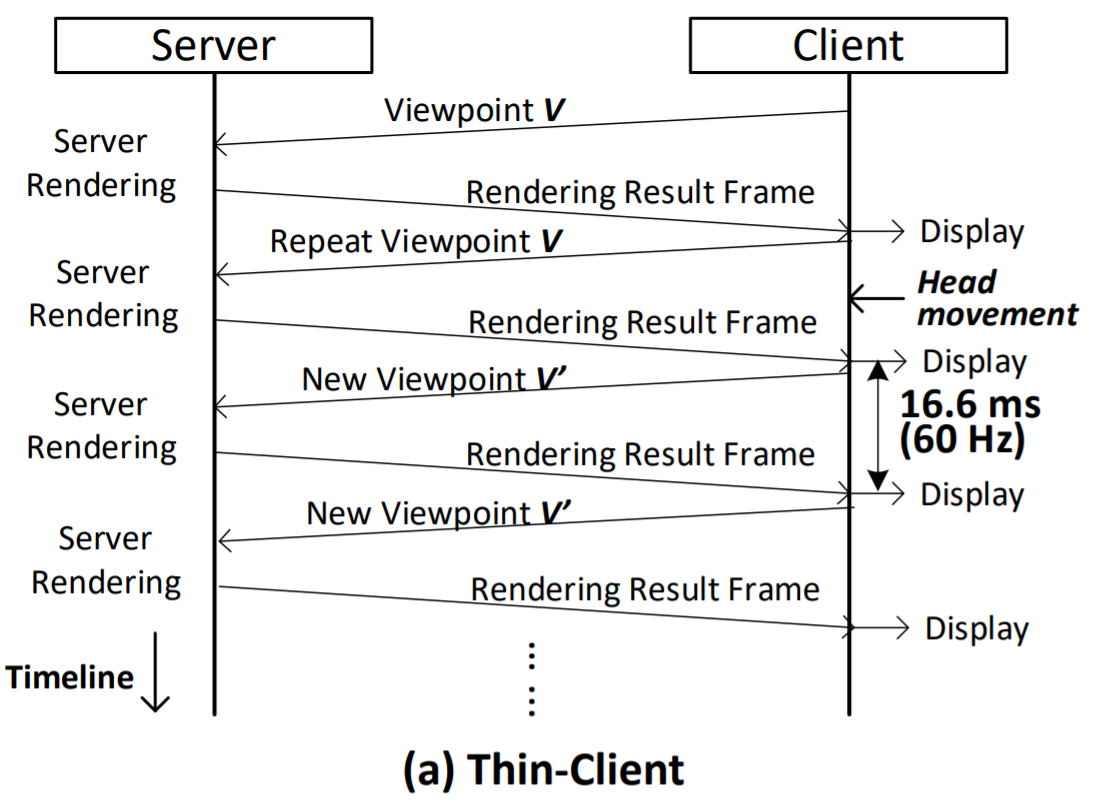 Server
Client
Viewpoint V
Server
Rendering
Rendering Result Frame
Display
Repeat Viewpoint V
Server
Rendering
Head
movement
Rendering Result Frame
Display
New Viewpoint V’
16.6 ms
(60 Hz)
Server
Rendering
Rendering Result Frame
Display
New Viewpoint V’
Server
Rendering
Rendering Result Frame
Display
Timeline
(a) Thin-Client